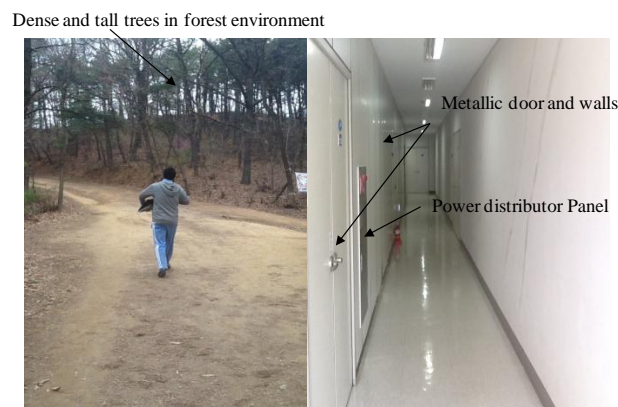 Dense and tall trees in forest environment
Metallic door and walls
Power distributor Panel